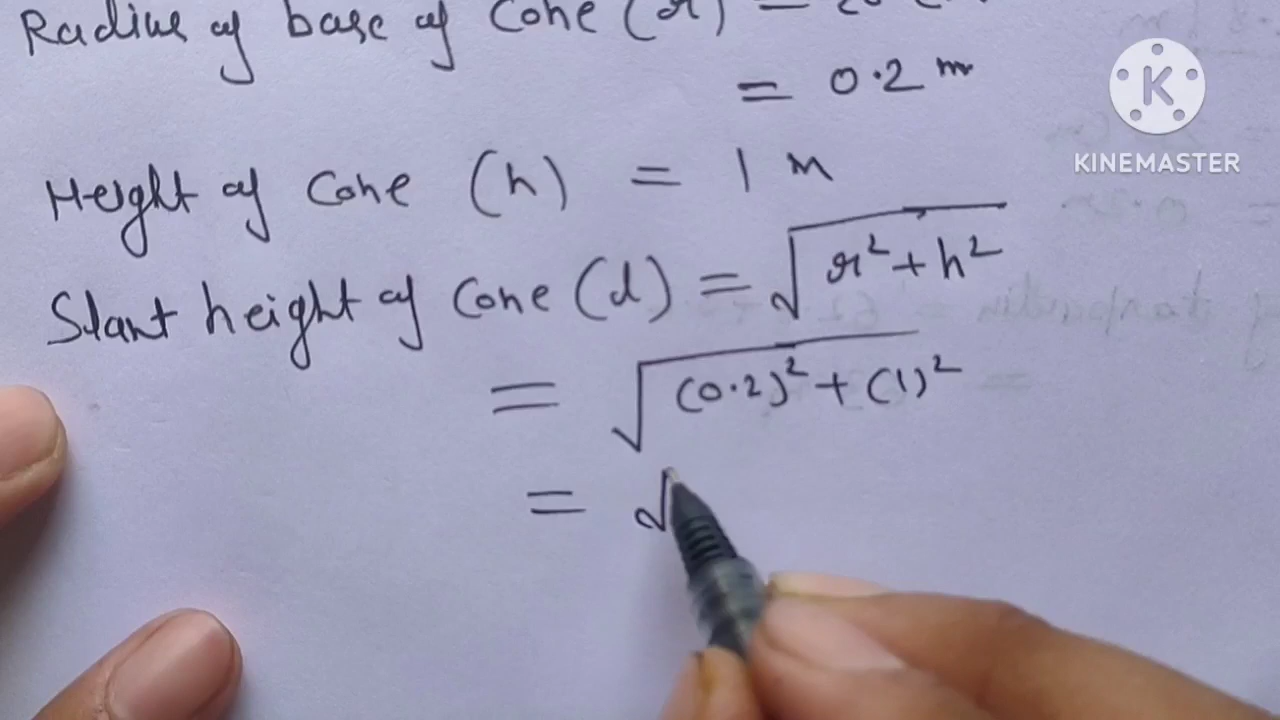 Radius of base of Cone (r) = 20
= 0.2 m
K
KINEMASTER
Height of Cone (h) = 1 m
Slant height of Cone (l) = √r² + h²
= √(0.2)² + (1)²
= √